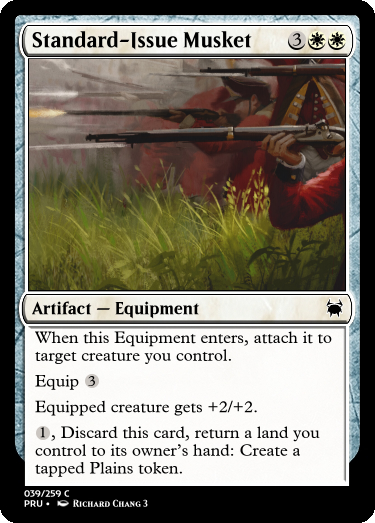 Standard-Issue Musket 3
Artifact — Equipment
When this Equipment enters, attach it to
target creature you control.
Equip 3
Equipped creature gets +2/+2.
1, Discard this card, return a land you
control to its owner's hand: Create a
tapped Plains token.
039/259 C
PRU • Richard Chang 3